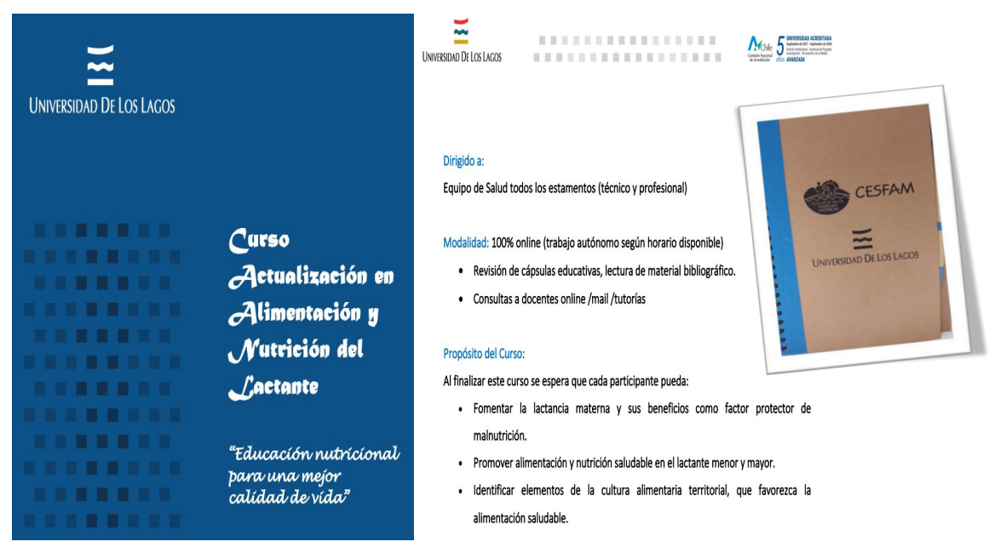 UNIVERSIDAD DE LOS LAGOS
Curso
Actualización en
Alimentación y
Nutrición del
Lactante
“Educación nutricional
para una mejor
calidad de vida”
UNIVERSIDAD DE LOS LAGOS
Chile
Comisión Nacional
de Acreditación
5
años
UNIVERSIDAD ACREDITADA
AVANZADA
Dirigido a:
Equipo de Salud todos los estamentos (técnico y profesional)
Modalidad: 100% online (trabajo autónomo según horario disponible)
• Revisión de cápsulas educativas, lectura de material bibliográfico.
• Consultas a docentes online /mail /tutorías
Propósito del Curso:
Al finalizar este curso se espera que cada participante pueda:
• Fomentar la lactancia materna y sus beneficios como factor protector de
malnutrición.
• Promover alimentación y nutrición saludable en el lactante menor y mayor.
• Identificar elementos de la cultura alimentaria territorial, que favorezca la
alimentación saludable.
CESFAM
UNIVERSIDAD DE LOS LAGOS